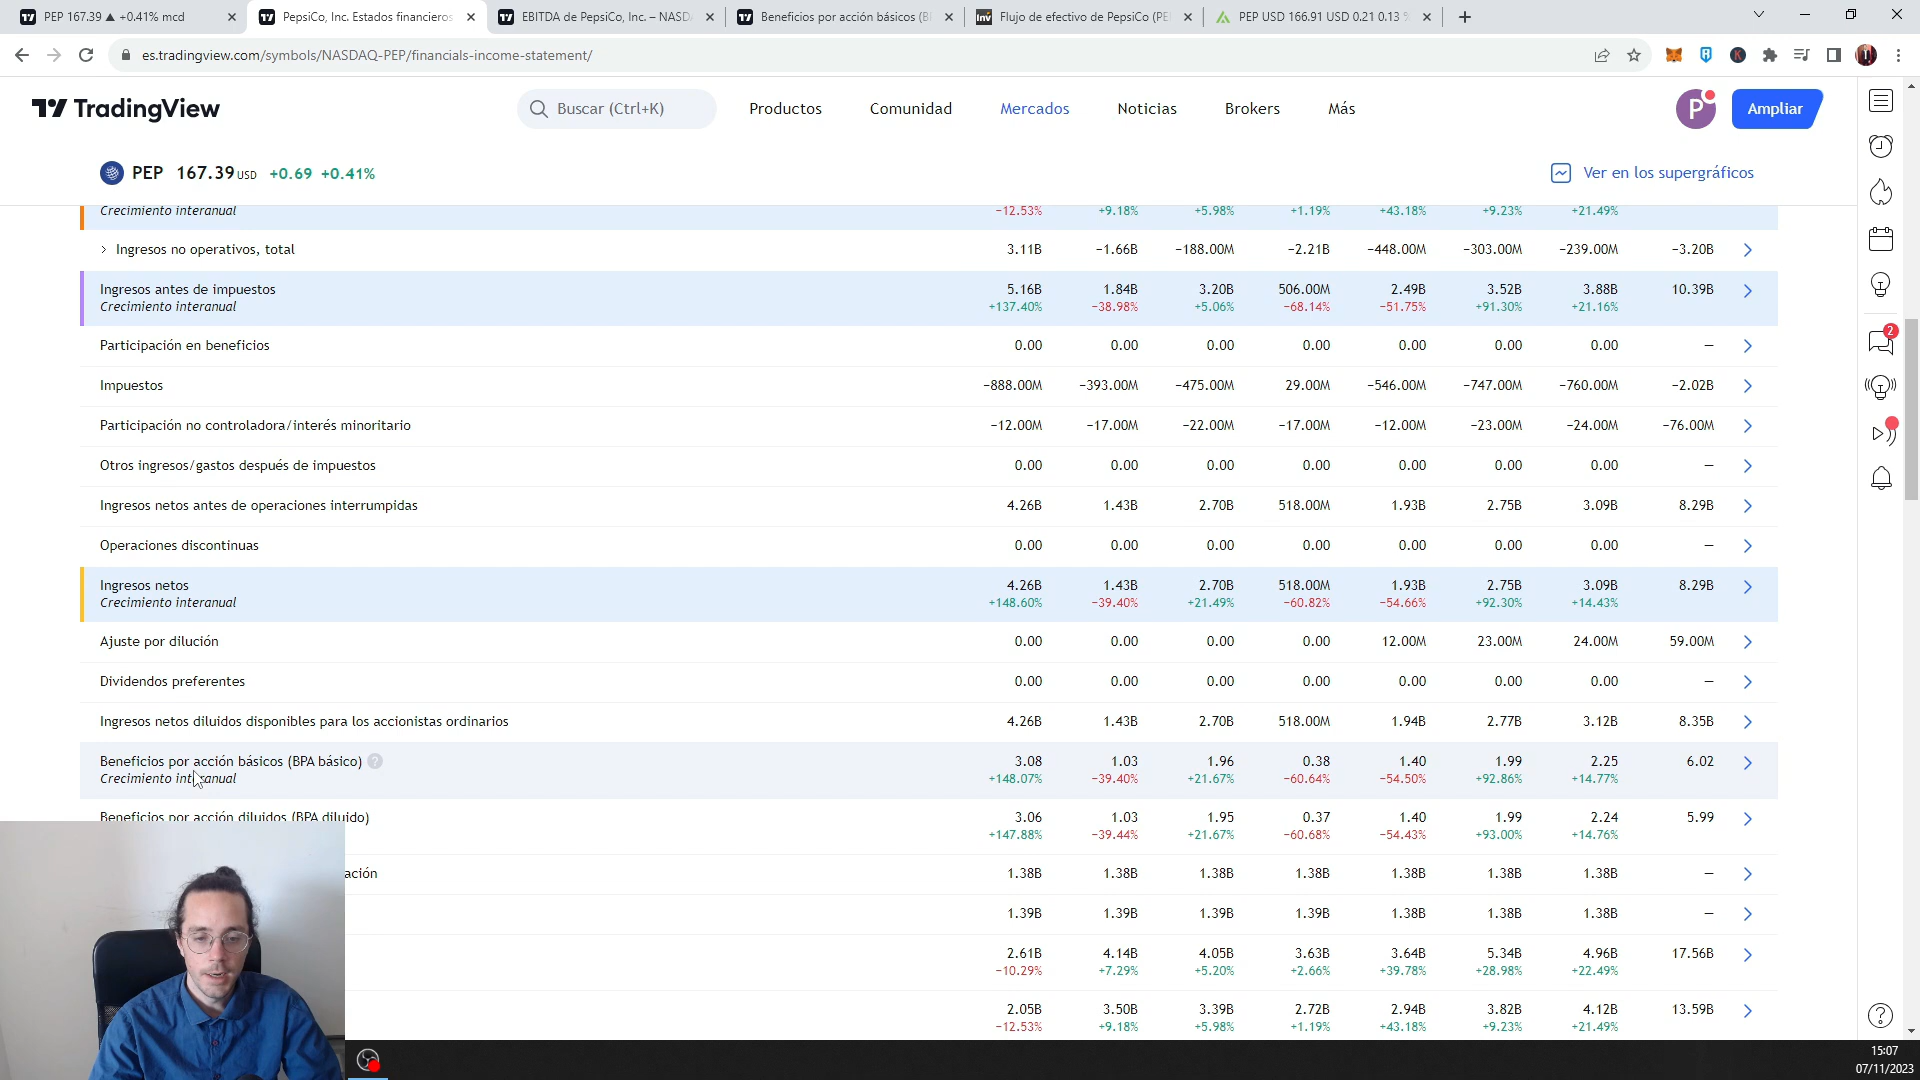 PEP 167.39 ▲ +0.41% mcd
PepsiCo, Inc. Estados financieros
EBITDA de PepsiCo, Inc. – NASD
Beneficios por acción básicos (B
Flujo de efectivo de PepsiCo (PE
PEP USD 166.91 USD 0.21 0.13
es.tradingview.com/symbols/NASDAQ-PEP/financials-income-statement/
TradingView
Buscar (Ctrl+K)
Productos
Comunidad
Mercados
Noticias
Brokers
Más
P
Ampliar
PEP 167.39 USD +0.69 +0.41%
Ver en los supergráficos
2
Crecimiento interanual −12.53% +9.18% +5.98% +1.19% +43.18% +9.23% +21.49%
Ingresos no operativos, total 3.11B −1.66B −188.00M −2.21B −448.00M −303.00M −239.00M −3.20B
Ingresos antes de impuestos 5.16B 1.84B 3.20B 506.00M 2.49B 3.52B 3.88B 10.39B
Crecimiento interanual +137.40% −38.98% +5.06% −68.14% −51.75% +91.30% +21.16%
Participación en beneficios 0.00 0.00 0.00 0.00 0.00 0.00 0.00 —
Impuestos −888.00M −393.00M −475.00M 29.00M −546.00M −747.00M −760.00M −2.02B
Participación no controladora/interés minoritario −12.00M −17.00M −22.00M −17.00M −12.00M −23.00M −24.00M −76.00M
Otros ingresos/gastos después de impuestos 0.00 0.00 0.00 0.00 0.00 0.00 0.00 —
Ingresos netos antes de operaciones interrumpidas 4.26B 1.43B 2.70B 518.00M 1.93B 2.75B 3.09B 8.29B
Operaciones discontinuas 0.00 0.00 0.00 0.00 0.00 0.00 0.00 —
Ingresos netos 4.26B 1.43B 2.70B 518.00M 1.93B 2.75B 3.09B 8.29B
Crecimiento interanual +148.60% −39.40% +21.49% −60.82% −54.66% +92.30% +14.43%
Ajuste por dilución 0.00 0.00 0.00 0.00 12.00M 23.00M 24.00M 59.00M
Dividendos preferentes 0.00 0.00 0.00 0.00 0.00 0.00 0.00 —
Ingresos netos diluidos disponibles para los accionistas ordinarios 4.26B 1.43B 2.70B 518.00M 1.94B 2.77B 3.12B 8.35B
Beneficios por acción básicos (BPA básico) ? 3.08 1.03 1.96 0.38 1.40 1.99 2.25 6.02
Crecimiento interanual +148.07% −39.40% +21.67% −60.64% −54.50% +92.86% +14.77%
Beneficios por acción diluidos (BPA diluido) 3.06 1.03 1.95 0.37 1.40 1.99 2.24 5.99
+147.88% −39.44% +21.67% −60.68% −54.43% +93.00% +14.76%
ación 1.38B 1.38B 1.38B 1.38B 1.38B 1.38B 1.38B —
1.39B 1.39B 1.39B 1.39B 1.38B 1.38B 1.38B —
2.61B 4.14B 4.05B 3.63B 3.64B 5.34B 4.96B 17.56B
−10.29% +7.29% +5.20% +2.66% +39.78% +28.98% +22.49%
2.05B 3.50B 3.39B 2.72B 2.94B 3.82B 4.12B 13.59B
−12.53% +9.18% +5.98% +1.19% +43.18% +9.23% +21.49%
15:07
07/11/2023